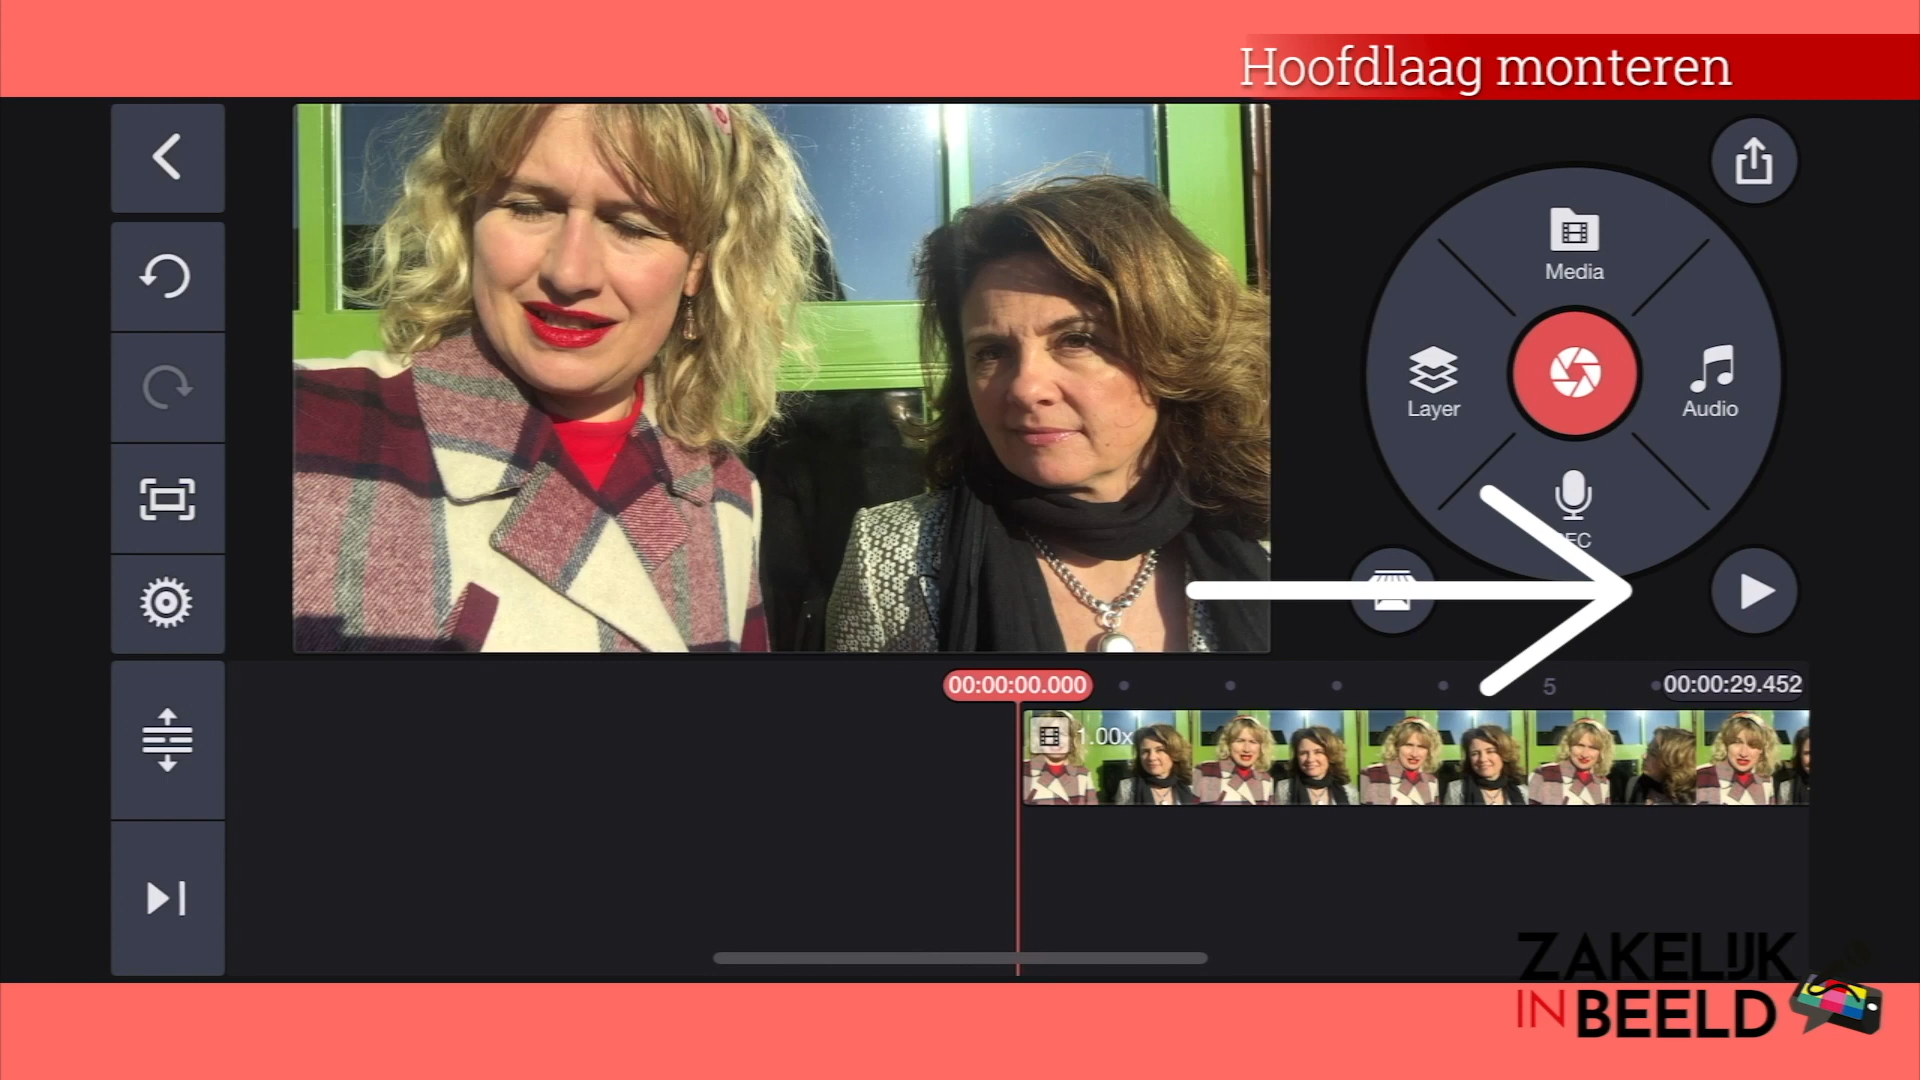 Hoofdlaag monteren
Media
Layer
Audio
00:00:00.000
5
00:00:29.452
1.00x
ZAKELIJK
IN BEELD